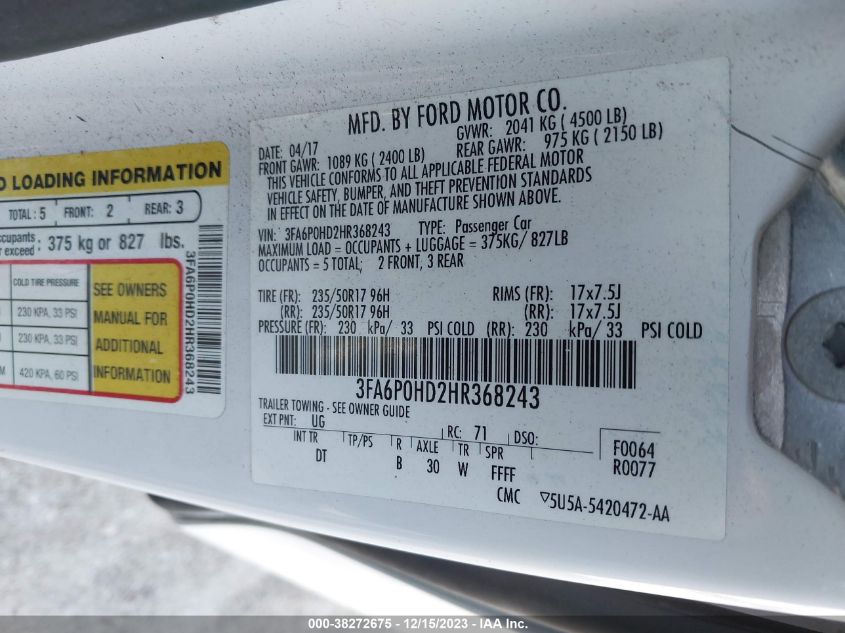 D LOADING INFORMATION
TOTAL: 5 FRONT: 2 REAR: 3
exceed: 375 kg or 827 lbs.
COLD TIRE PRESSURE
230 KPA, 33 PSI
230 KPA, 33 PSI
420 KPA, 60 PSI
SEE OWNERS
MANUAL FOR
ADDITIONAL
INFORMATION
3FA6P0HD2HR368243
MFD. BY FORD MOTOR CO.
DATE: 04/17 GVWR: 2041 KG ( 4500 LB)
FRONT GAWR: 1089 KG ( 2400 LB) REAR GAWR: 975 KG ( 2150 LB)
THIS VEHICLE CONFORMS TO ALL APPLICABLE FEDERAL MOTOR
VEHICLE SAFETY, BUMPER, AND THEFT PREVENTION STANDARDS
IN EFFECT ON THE DATE OF MANUFACTURE SHOWN ABOVE.
VIN: 3FA6P0HD2HR368243 TYPE: Passenger Car
MAXIMUM LOAD = OCCUPANTS + LUGGAGE = 375KG/ 827LB
OCCUPANTS = 5 TOTAL; 2 FRONT, 3 REAR
TIRE (FR): 235/50R17 96H RIMS (FR): 17x7.5J
(RR): 235/50R17 96H (RR): 17x7.5J
PRESSURE (FR): 230 kPa/ 33 PSI COLD (RR): 230 kPa/ 33 PSI COLD
3FA6P0HD2HR368243
TRAILER TOWING - SEE OWNER GUIDE
EXT PNT: UG RC: 71 DSO:
INT TR TP/PS R AXLE TR SPR
DT B 30 W FFFF
F0064
R0077
CMC ▽5U5A-5420472-AA
000-38272675 - 12/15/2023 - IAA Inc.